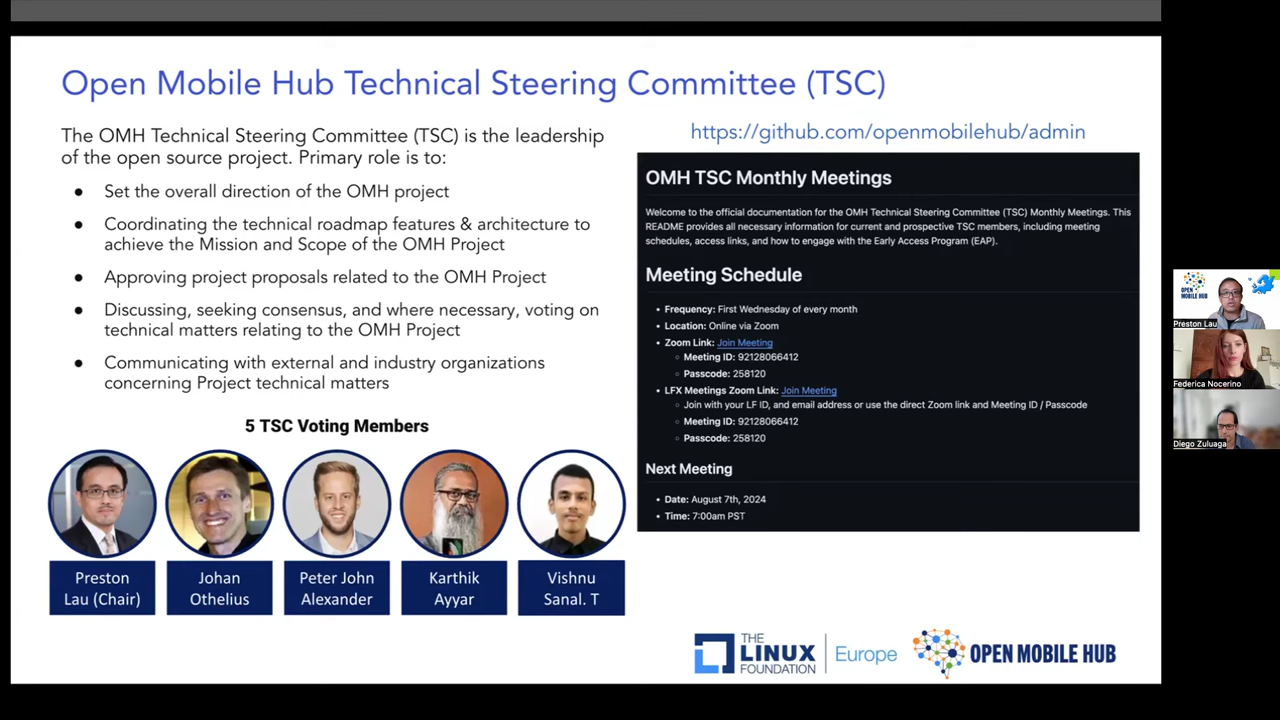 Open Mobile Hub Technical Steering Committee (TSC)
The OMH Technical Steering Committee (TSC) is the leadership
of the open source project. Primary role is to:
● Set the overall direction of the OMH project
● Coordinating the technical roadmap features & architecture to
achieve the Mission and Scope of the OMH Project
● Approving project proposals related to the OMH Project
● Discussing, seeking consensus, and where necessary, voting on
technical matters relating to the OMH Project
● Communicating with external and industry organizations
concerning Project technical matters
5 TSC Voting Members
Preston
Lau (Chair)
Johan
Othelius
Peter John
Alexander
Karthik
Ayyar
Vishnu
Sanal. T
https://github.com/openmobilehub/admin
OMH TSC Monthly Meetings
Welcome to the official documentation for the OMH Technical Steering Committee (TSC) Monthly Meetings. This
README provides all necessary information for current and prospective TSC members, including meeting
schedules, access links, and how to engage with the Early Access Program (EAP).
Meeting Schedule
• Frequency: First Wednesday of every month
• Location: Online via Zoom
• Zoom Link: Join Meeting
◦ Meeting ID: 92128066412
◦ Passcode: 258120
• LFX Meetings Zoom Link: Join Meeting
◦ Join with your LF ID, and email address or use the direct Zoom link and Meeting ID / Passcode
◦ Meeting ID: 92128066412
◦ Passcode: 258120
Next Meeting
• Date: August 7th, 2024
• Time: 7:00am PST
THE
LINUX
FOUNDATION
Europe
OPEN MOBILE HUB
OPEN
MOBILE HUB
Preston Lau
Federica Nocerino
Diego Zuluaga